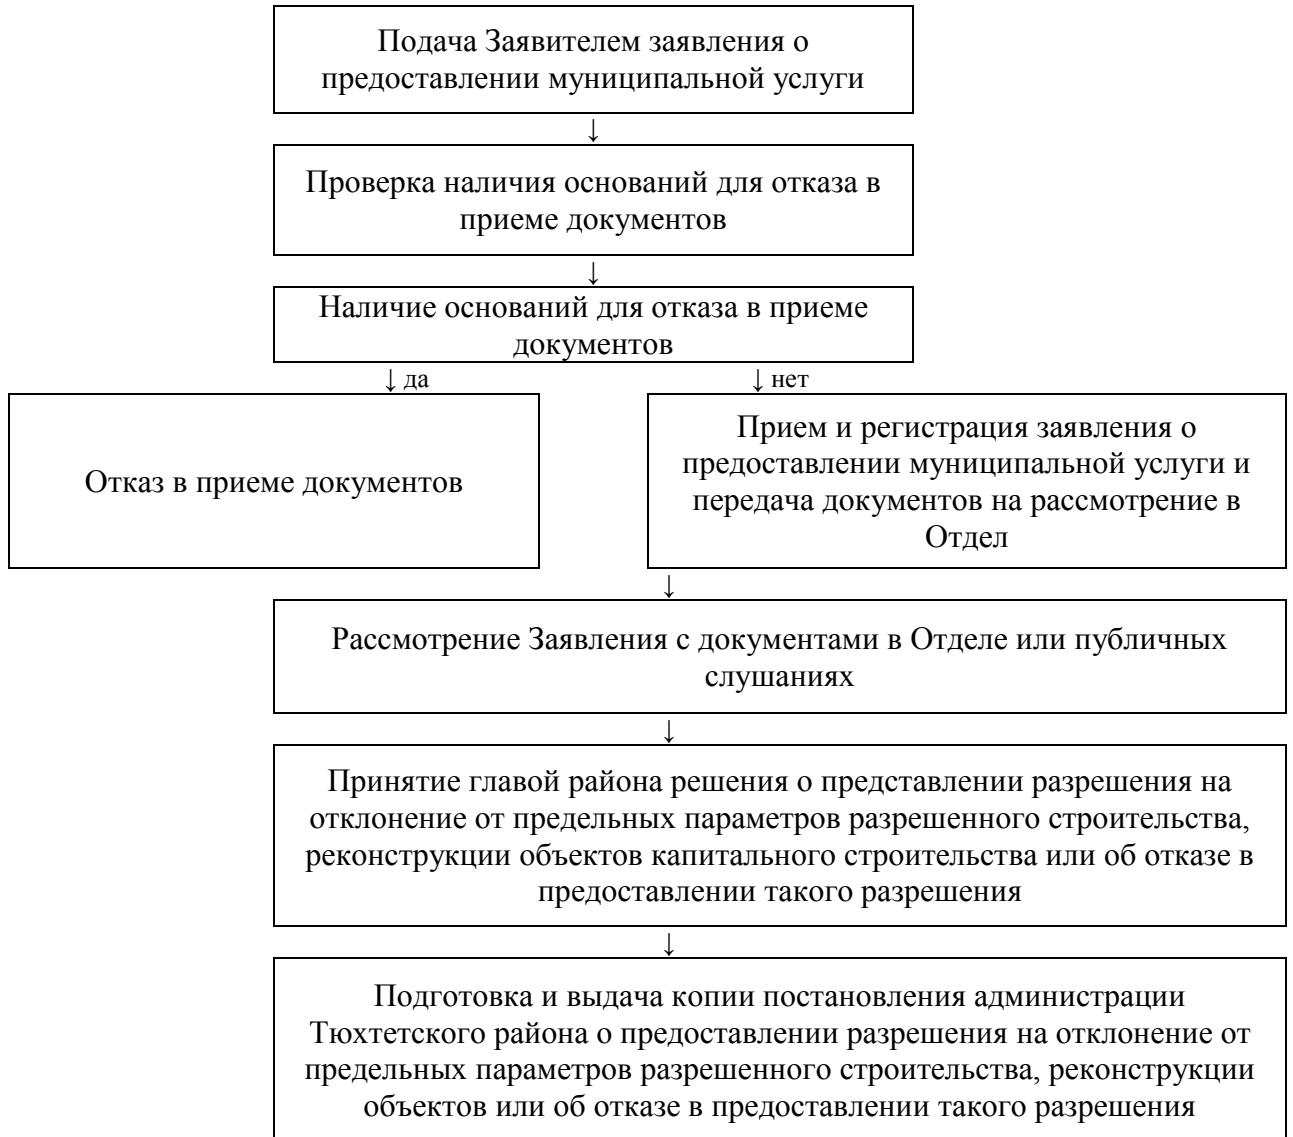 Подача Заявителем заявления о
предоставлении муниципальной услуги
↓
Проверка наличия оснований для отказа в
приеме документов
↓
Наличие оснований для отказа в приеме
документов
↓ да
↓ нет
Отказ в приеме документов
Прием и регистрация заявления о
предоставлении муниципальной услуги и
передача документов на рассмотрение в
Отдел
↓
Рассмотрение Заявления с документами в Отделе или публичных
слушаниях
↓
Принятие главой района решения о представлении разрешения на
отклонение от предельных параметров разрешенного строительства,
реконструкции объектов капитального строительства или об отказе в
предоставлении такого разрешения
↓
Подготовка и выдача копии постановления администрации
Тюхтетского района о предоставлении разрешения на отклонение от
предельных параметров разрешенного строительства, реконструкции
объектов или об отказе в предоставлении такого разрешения